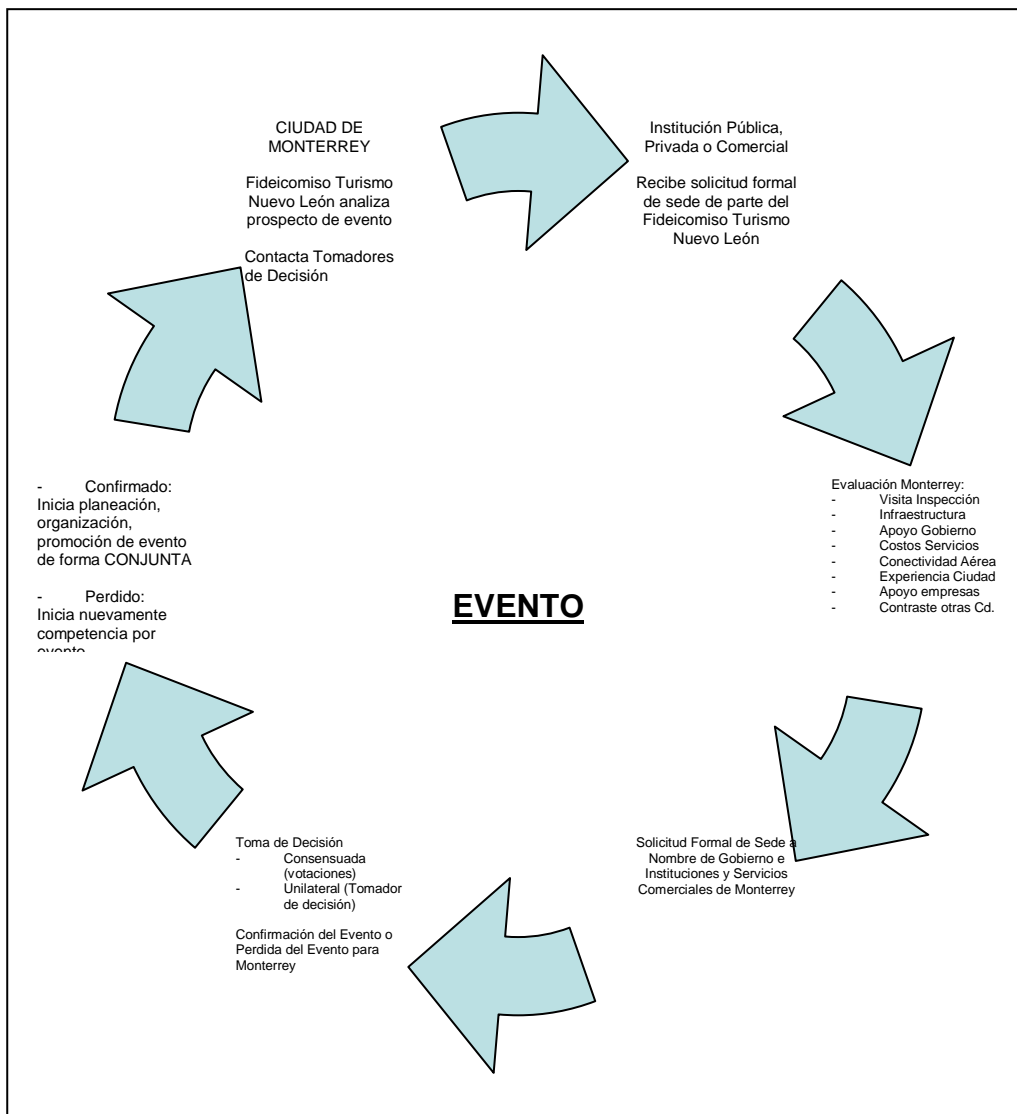 CIUDAD DE
MONTERREY
Fideicomiso Turismo
Nuevo León analiza
prospecto de evento
Contacta Tomadores
de Decisión
Institución Pública,
Privada o Comercial
Recibe solicitud formal
de sede de parte del
Fideicomiso Turismo
Nuevo León
Evaluación Monterrey:
- Visita Inspección
- Infraestructura
- Apoyo Gobierno
- Costos Servicios
- Conectividad Aérea
- Experiencia Ciudad
- Apoyo empresas
- Contraste otras Cd.
Solicitud Formal de Sede a
Nombre de Gobierno e
Instituciones y Servicios
Comerciales de Monterrey
Toma de Decisión
- Consensuada
(votaciones)
- Unilateral (Tomador
de decisión)
Confirmación del Evento o
Perdida del Evento para
Monterrey
- Confirmado:
Inicia planeación,
organización,
promoción de evento
de forma CONJUNTA
- Perdido:
Inicia nuevamente
competencia por
evento
EVENTO